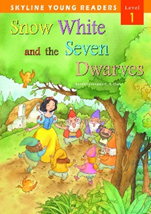 SKYLINE YOUNG READERS Level
1
Snow White
and the Seven
Dwarves